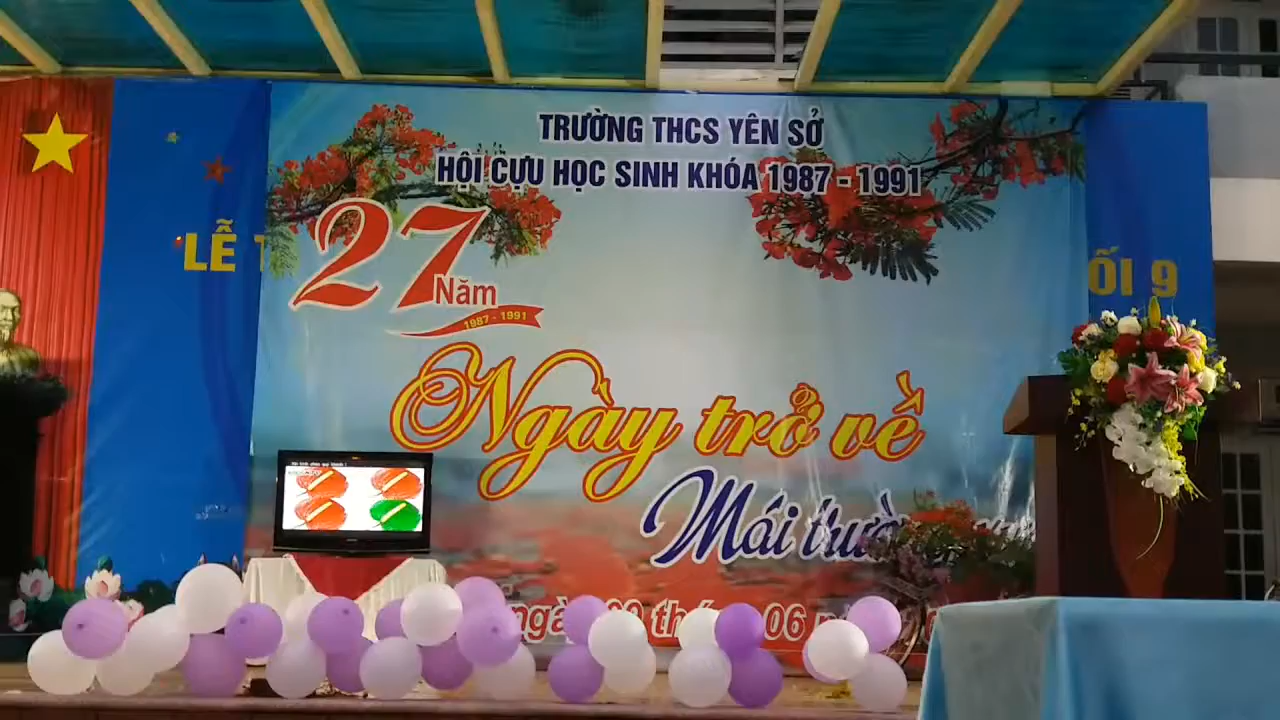 TRƯỜNG THCS YÊN SỞ
HỘI CỰU HỌC SINH KHÓA 1987 - 1991
LỄ
27
Năm
1987 - 1991
ỐI 9
Ngày trở về
Mái
06